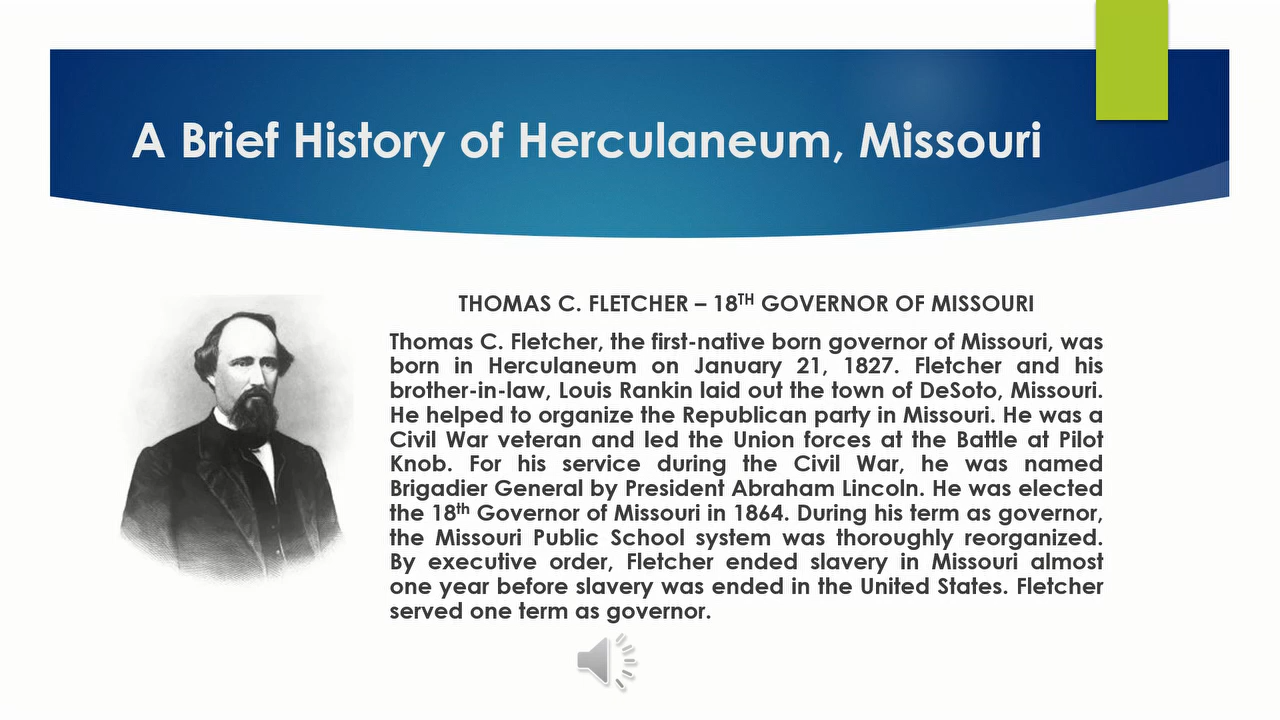 A Brief History of Herculaneum, Missouri
THOMAS C. FLETCHER – 18TH GOVERNOR OF MISSOURI
Thomas C. Fletcher, the first-native born governor of Missouri, was
born in Herculaneum on January 21, 1827. Fletcher and his
brother-in-law, Louis Rankin laid out the town of DeSoto, Missouri.
He helped to organize the Republican party in Missouri. He was a
Civil War veteran and led the Union forces at the Battle at Pilot
Knob. For his service during the Civil War, he was named
Brigadier General by President Abraham Lincoln. He was elected
the 18th Governor of Missouri in 1864. During his term as governor,
the Missouri Public School system was thoroughly reorganized.
By executive order, Fletcher ended slavery in Missouri almost
one year before slavery was ended in the United States. Fletcher
served one term as governor.